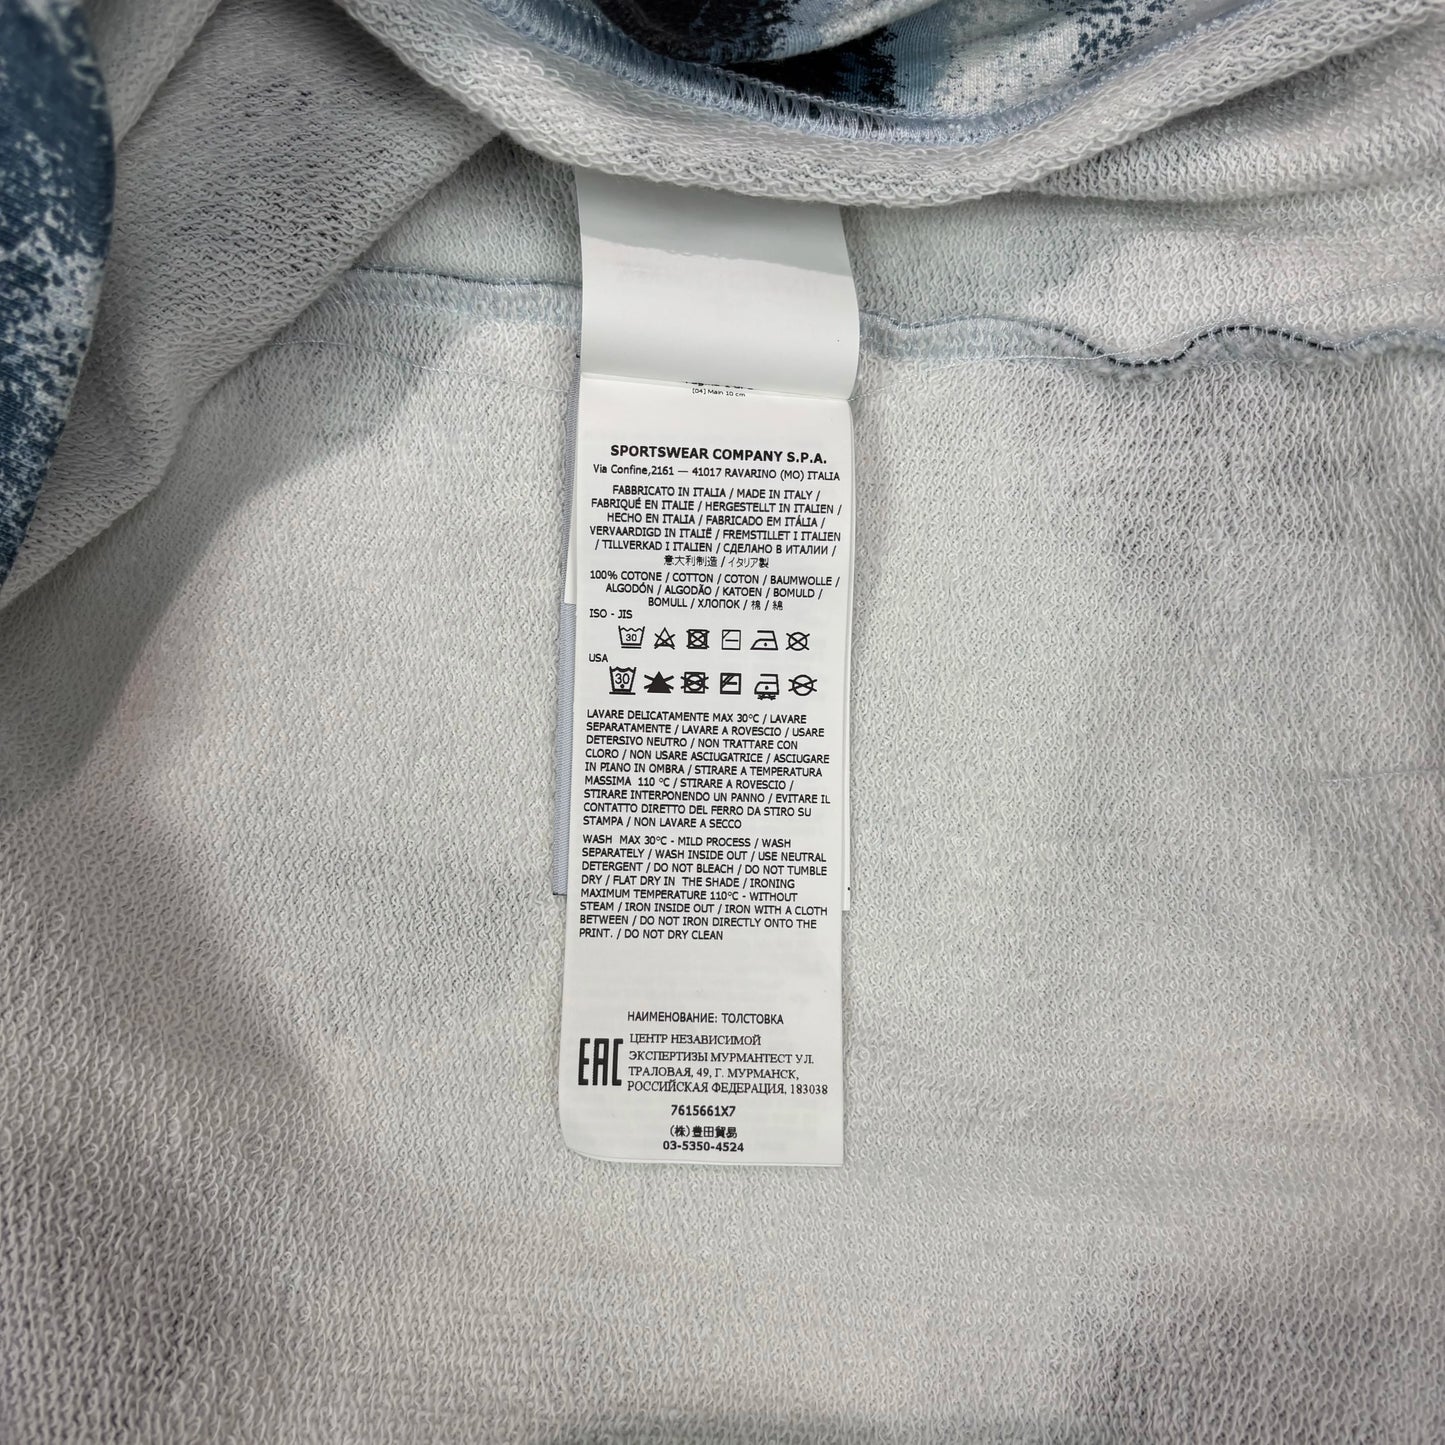 [04] Main 10 cm
SPORTSWEAR COMPANY S.P.A.
Via Confine,2161 — 41017 RAVARINO (MO) ITALIA
FABBRICATO IN ITALIA / MADE IN ITALY /
FABRIQUÉ EN ITALIE / HERGESTELLT IN ITALIEN /
HECHO EN ITALIA / FABRICADO EM ITÁLIA /
VERVAARDIGD IN ITALIË / FREMSTILLET I ITALIEN
/ TILLVERKAD I ITALIEN / СДЕЛАНО В ИТАЛИИ /
意大利制造 / イタリア製
100% COTONE / COTTON / COTON / BAUMWOLLE /
ALGODÓN / ALGODÃO / KATOEN / BOMULD /
BOMULL / ХЛОПОК / 棉 / 綿
ISO - JIS
30
USA
30
LAVARE DELICATAMENTE MAX 30°C / LAVARE
SEPARATAMENTE / LAVARE A ROVESCIO / USARE
DETERSIVO NEUTRO / NON TRATTARE CON
CLORO / NON USARE ASCIUGATRICE / ASCIUGARE
IN PIANO IN OMBRA / STIRARE A TEMPERATURA
MASSIMA 110 °C / STIRARE A ROVESCIO /
STIRARE INTERPONENDO UN PANNO / EVITARE IL
CONTATTO DIRETTO DEL FERRO DA STIRO SU
STAMPA / NON LAVARE A SECCO
WASH MAX 30°C - MILD PROCESS / WASH
SEPARATELY / WASH INSIDE OUT / USE NEUTRAL
DETERGENT / DO NOT BLEACH / DO NOT TUMBLE
DRY / FLAT DRY IN THE SHADE / IRONING
MAXIMUM TEMPERATURE 110°C - WITHOUT
STEAM / IRON INSIDE OUT / IRON WITH A CLOTH
BETWEEN / DO NOT IRON DIRECTLY ONTO THE
PRINT. / DO NOT DRY CLEAN
НАИМЕНОВАНИЕ: ТОЛСТОВКА
EAC
ЦЕНТР НЕЗАВИСИМОЙ
ЭКСПЕРТИЗЫ МУРМАНТЕСТ УЛ.
ТРАЛОВАЯ, 49, Г. МУРМАНСК,
РОССИЙСКАЯ ФЕДЕРАЦИЯ, 183038
7615661X7
(株)豊田貿易
03-5350-4524